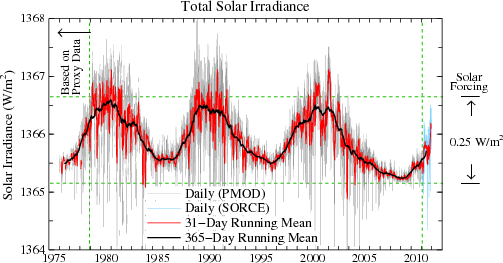 Total Solar Irradiance
Solar Irradiance (W/m²)
1368
1367
1366
1365
1364
Based on
Proxy Data
Solar
Forcing
0.25 W/m²
Daily (PMOD)
Daily (SORCE)
31−Day Running Mean
365−Day Running Mean
1975 1980 1985 1990 1995 2000 2005 2010